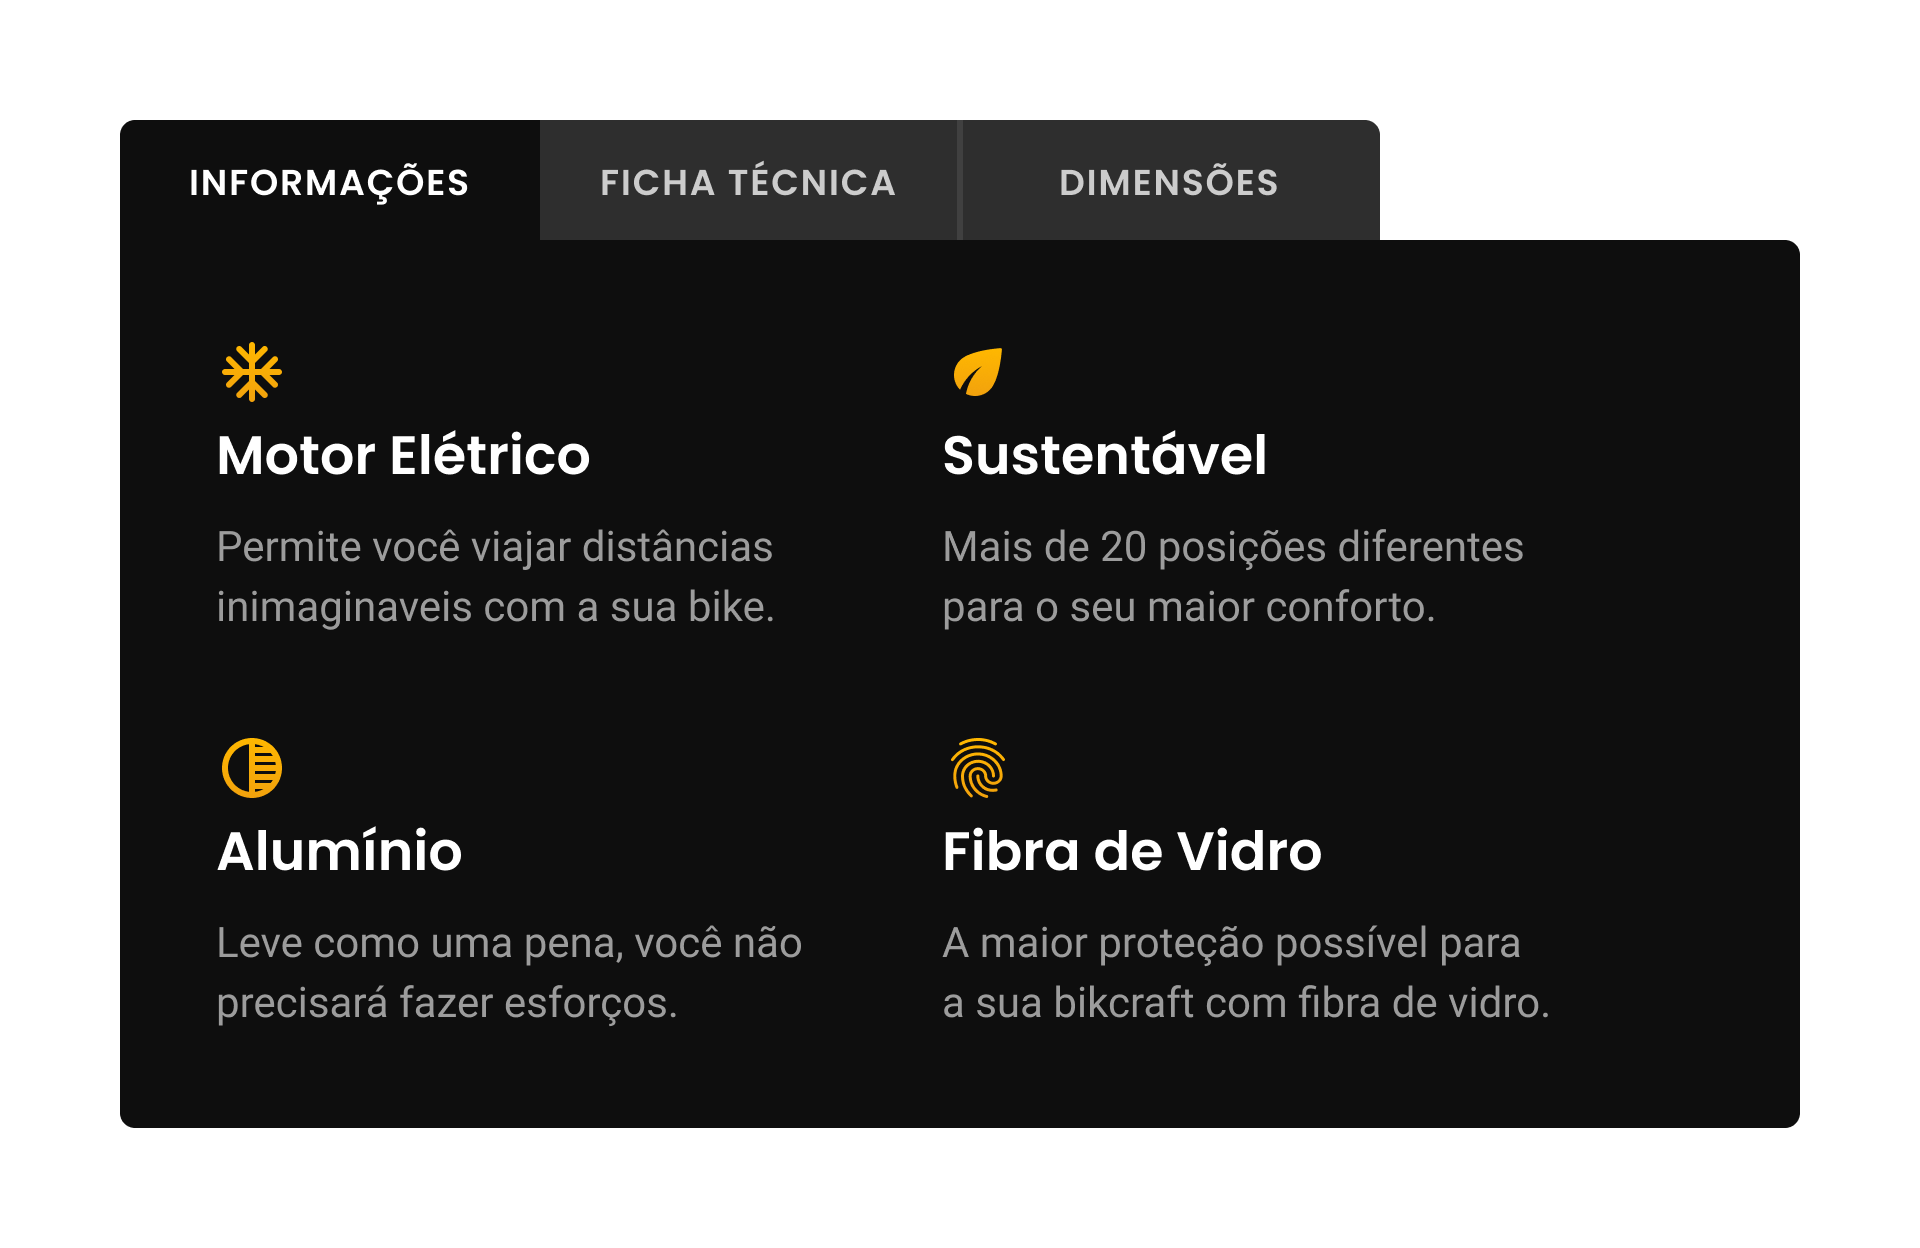 INFORMAÇÕES
FICHA TÉCNICA
DIMENSÕES
Motor Elétrico
Permite você viajar distâncias
inimaginaveis com a sua bike.
Sustentável
Mais de 20 posições diferentes
para o seu maior conforto.
Alumínio
Leve como uma pena, você não
precisará fazer esforços.
Fibra de Vidro
A maior proteção possível para
a sua bikcraft com fibra de vidro.